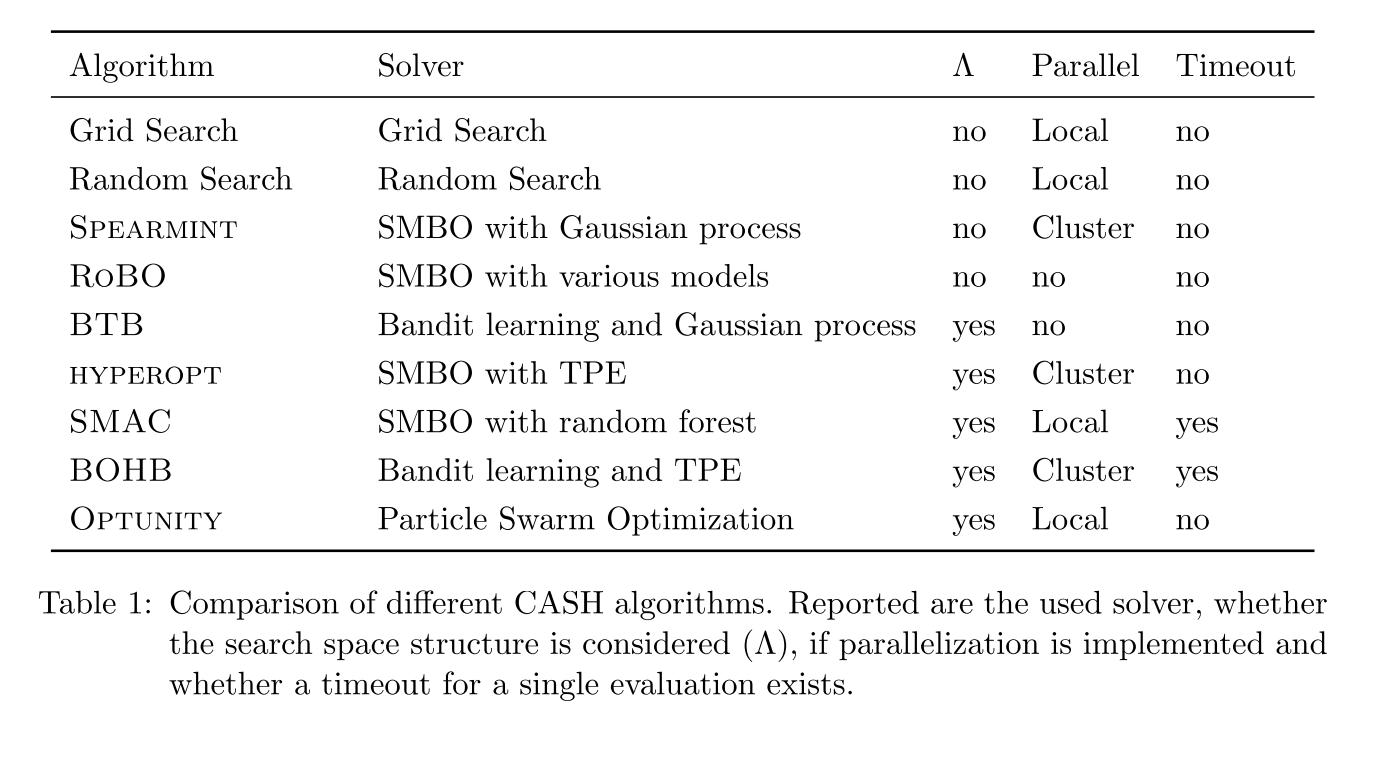 Algorithm Solver Λ Parallel Timeout
Grid Search Grid Search no Local no
Random Search Random Search no Local no
SPEARMINT SMBO with Gaussian process no Cluster no
ROBO SMBO with various models no no no
BTB Bandit learning and Gaussian process yes no no
HYPEROPT SMBO with TPE yes Cluster no
SMAC SMBO with random forest yes Local yes
BOHB Bandit learning and TPE yes Cluster yes
OPTUNITY Particle Swarm Optimization yes Local no
Table 1: Comparison of different CASH algorithms. Reported are the used solver, whether
the search space structure is considered (Λ), if parallelization is implemented and
whether a timeout for a single evaluation exists.